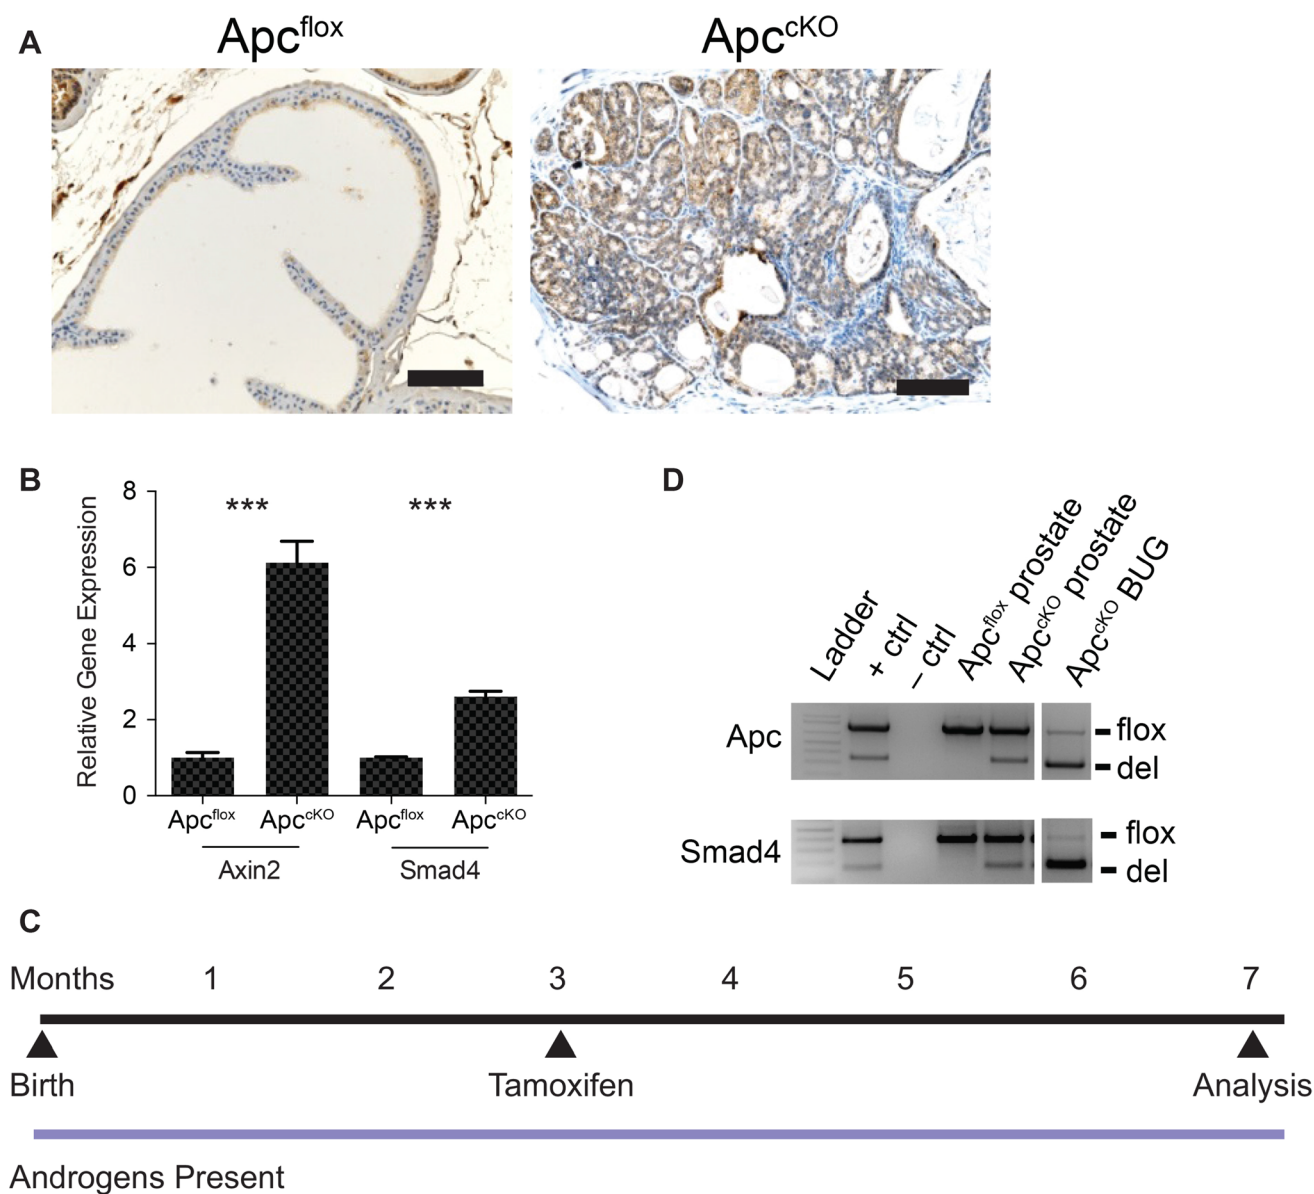 A
Apcflox
ApccKO
B
Relative Gene Expression
8
6
4
2
0
***
***
Apcflox
ApccKO
Apcflox
ApccKO
Axin2
Smad4
D
Ladder
+ ctrl
– ctrl
Apcflox prostate
ApccKO prostate
ApccKO BUG
Apc
flox
del
Smad4
flox
del
C
Months 1 2 3 4 5 6 7
Birth Tamoxifen Analysis
Androgens Present